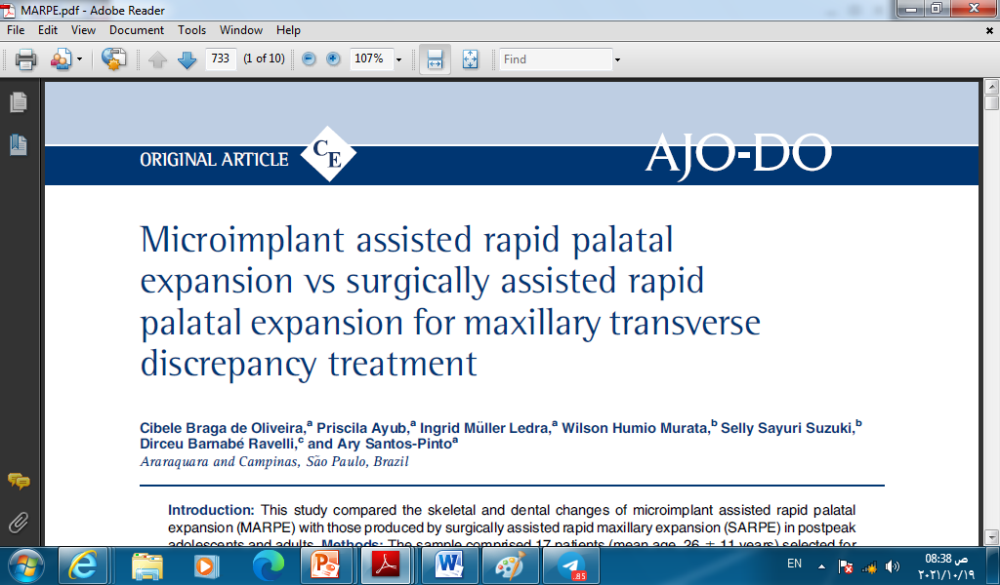 MARPE.pdf - Adobe Reader
File Edit View Document Tools Window Help
733 (1 of 10) 107% Find
ORIGINAL ARTICLE CE AJO-DO
Microimplant assisted rapid palatal
expansion vs surgically assisted rapid
palatal expansion for maxillary transverse
discrepancy treatment
Cibele Braga de Oliveira,ᵃ Priscila Ayub,ᵃ Ingrid Müller Ledra,ᵃ Wilson Humio Murata,ᵇ Selly Sayuri Suzuki,ᵇ
Dirceu Barnabé Ravelli,ᶜ and Ary Santos-Pintoᵃ
Araraquara and Campinas, São Paulo, Brazil
Introduction: This study compared the skeletal and dental changes of microimplant assisted rapid palatal
expansion (MARPE) with those produced by surgically assisted rapid maxillary expansion (SARPE) in postpeak
adolescents and adults. Methods: The sample comprised 17 patients (mean age, 26 ± 11 years) selected for
EN 08:38 ص
٢٠٢١/١٠/١٩
.85